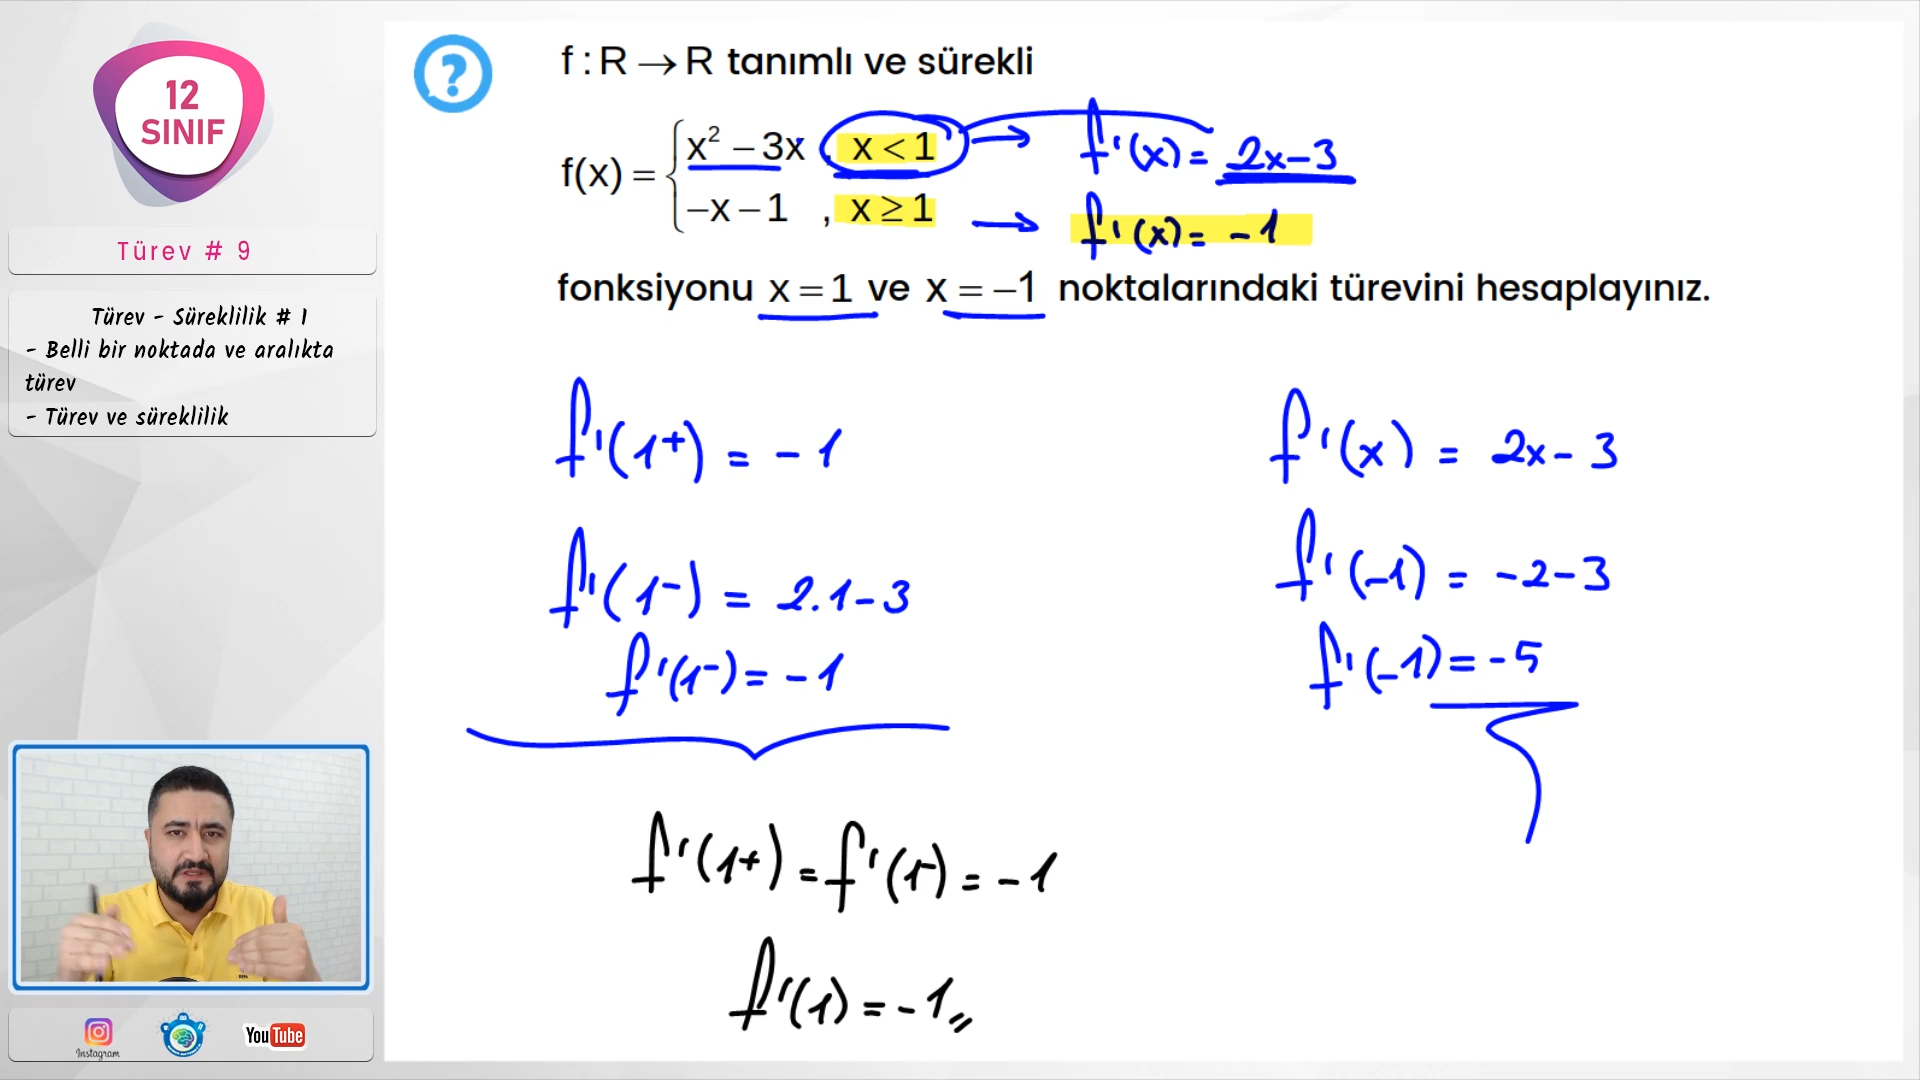 12
SINIF
Türev # 9
Türev - Süreklilik # 1
- Belli bir noktada ve aralıkta
türev
- Türev ve süreklilik
Instagram
YouTube
?
f : R → R tanımlı ve sürekli
f(x) = { x² − 3x , x < 1 → f'(x) = 2x-3
−x − 1 , x ≥ 1 → f'(x) = -1
fonksiyonu x = 1 ve x = −1 noktalarındaki türevini hesaplayınız.
f'(1+) = -1
f'(1-) = 2.1-3
f'(1-) = -1
f'(1+) = f'(1-) = -1
f'(1) = -1
f'(x) = 2x-3
f'(-1) = -2-3
f'(-1) = -5